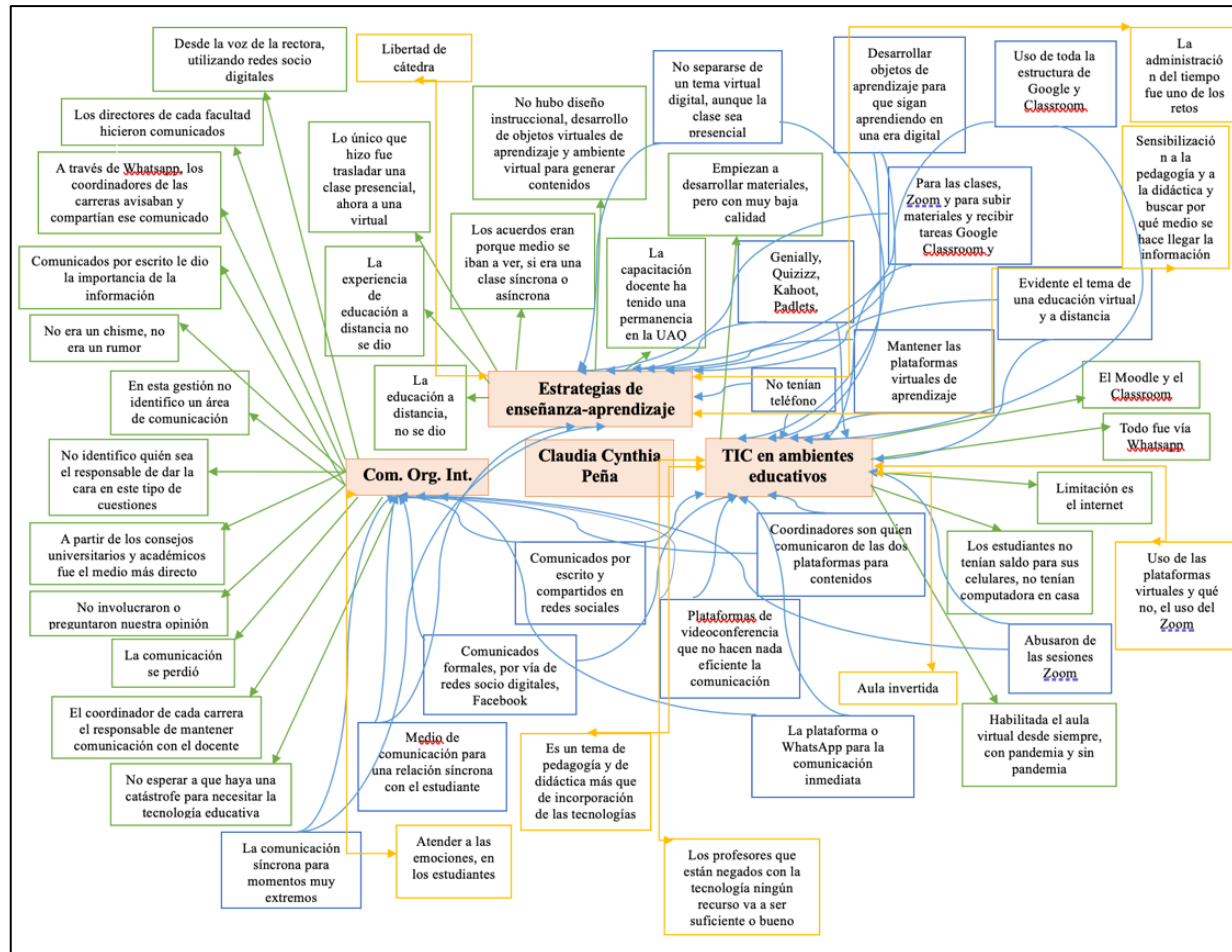 Desde la voz de la rectora,
utilizando redes socio
digitales
Libertad de
cátedra
No separarse de
un tema virtual
digital, aunque la
clase sea
presencial
Desarrollar
objetos de
aprendizaje para
que sigan
aprendiendo en
una era digital
Uso de toda la
estructura de
Google y
Classroom
La
administració
n del tiempo
fue uno de los
retos
Los directores de cada facultad
hicieron comunicados
Lo único que
hizo fue
trasladar una
clase presencial,
ahora a una
virtual
No hubo diseño
instruccional, desarrollo
de objetos virtuales de
aprendizaje y ambiente
virtual para generar
contenidos
Sensibilizació
n a la
pedagogía y a
la didáctica y
buscar por
qué medio se
hace llegar la
información
A través de Whatsapp, los
coordinadores de las
carreras avisaban y
compartían ese comunicado
Empiezan a
desarrollar materiales,
pero con muy baja
calidad
Para las clases,
Zoom y para subir
materiales y recibir
tareas Google
Classroom y
Los acuerdos eran
porque medio se
iban a ver, si era una
clase síncrona o
asíncrona
La
capacitación
docente ha
tenido una
permanencia
en la UAQ
Genially,
Quizizz,
Kahoot,
Padlets,
Evidente el tema de
una educación virtual
y a distancia
Comunicados por escrito le dio
la importancia de la
información
La
experiencia
de
educación a
distancia no
se dio
No era un chisme, no
era un rumor
Mantener las
plataformas
virtuales de
aprendizaje
En esta gestión no
identifico un área
de comunicación
La
educación a
distancia,
no se dio
Estrategias de
enseñanza-aprendizaje
No tenían
teléfono
El Moodle y el
Classroom
Todo fue vía
Whatsapp
No identifico quién sea
el responsable de dar la
cara en este tipo de
cuestiones
Com. Org. Int.
Claudia Cynthia
Peña
TIC en ambientes
educativos
Limitación es
el internet
A partir de los consejos
universitarios y académicos
fue el medio más directo
Comunicados por
escrito y
compartidos en
redes sociales
Coordinadores son quien
comunicaron de las dos
plataformas para
contenidos
Los estudiantes no
tenían saldo para sus
celulares, no tenían
computadora en casa
Uso de las
plataformas
virtuales y qué
no, el uso del
Zoom
No involucraron o
preguntaron nuestra opinión
La comunicación
se perdió
Comunicados
formales, por vía de
redes socio
digitales, Facebook
Plataformas de
videoconferencia
que no hacen nada
eficiente la
comunicación
Abusaron de
las sesiones
Zoom
Aula invertida
El coordinador de cada carrera
el responsable de mantener
comunicación con el docente
Medio de
comunicación para
una relación síncrona
con el estudiante
Es un tema de
pedagogía y de
didáctica más que
de incorporación
de las tecnologías
La plataforma o
WhatsApp para la
comunicación
inmediata
Habilitada el aula
virtual desde siempre,
con pandemia y sin
pandemia
No esperar a que haya una
catástrofe para necesitar la
tecnología educativa
La comunicación
síncrona para
momentos muy
extremos
Atender a las
emociones, en
los estudiantes
Los profesores que
están negados con la
tecnología ningún
recurso va a ser
suficiente o bueno